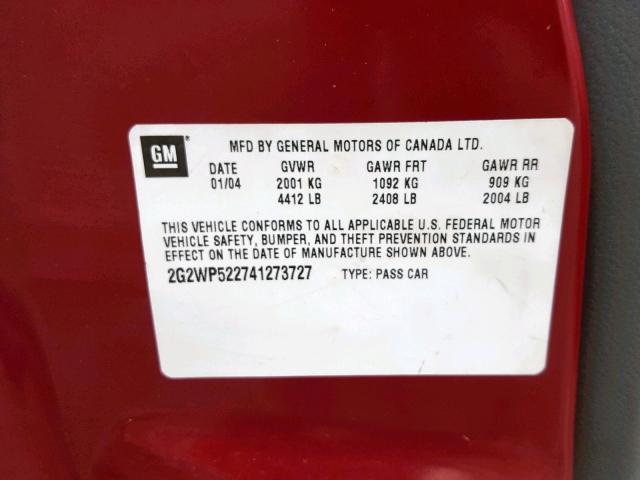 GM
MFD BY GENERAL MOTORS OF CANADA LTD.
DATE GVWR GAWR FRT GAWR RR
01/04 2001 KG 1092 KG 909 KG
4412 LB 2408 LB 2004 LB
THIS VEHICLE CONFORMS TO ALL APPLICABLE U.S. FEDERAL MOTOR
VEHICLE SAFETY, BUMPER, AND THEFT PREVENTION STANDARDS IN
EFFECT ON THE DATE OF MANUFACTURE SHOWN ABOVE.
2G2WP522741273727 TYPE: PASS CAR